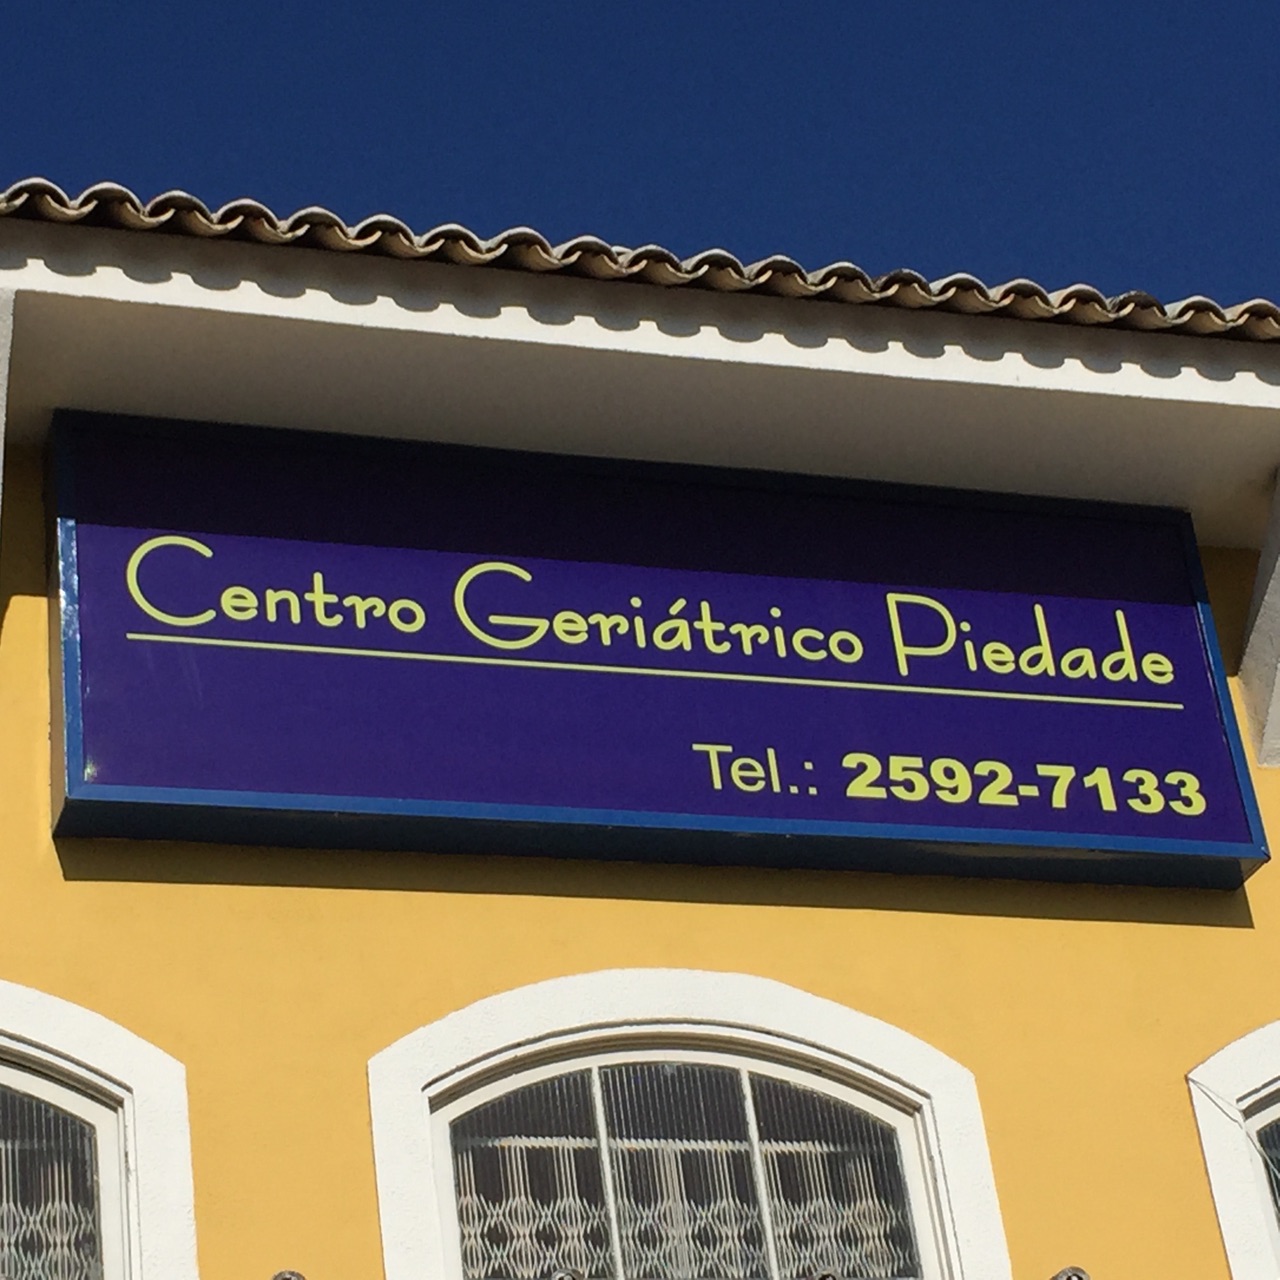 Centro Geriátrico Piedade
Tel.: 2592-7133